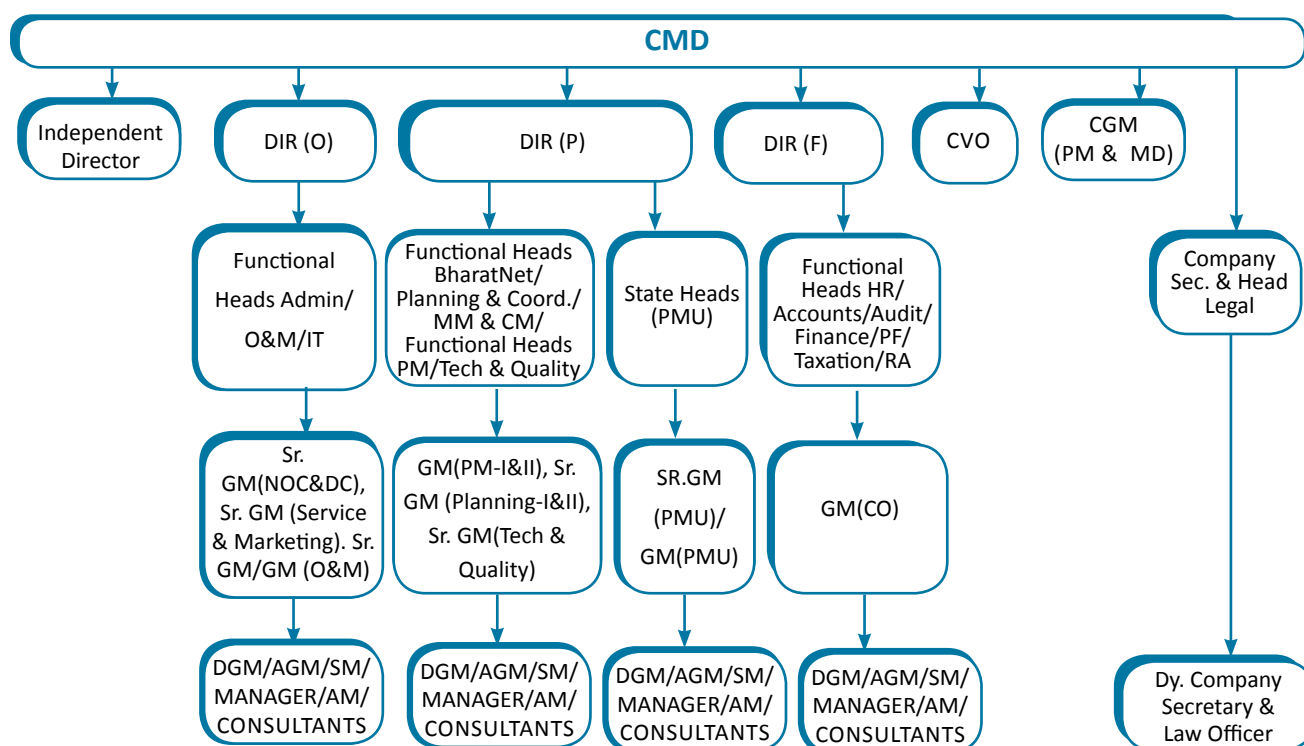 CMD
Independent
Director
DIR (O)
DIR (P)
DIR (F)
CVO
CGM
(PM & MD)
Functional
Heads Admin/
O&M/IT
Functional Heads
BharatNet/
Planning & Coord./
MM & CM/
Functional Heads
PM/Tech & Quality
State Heads
(PMU)
Functional
Heads HR/
Accounts/Audit/
Finance/PF/
Taxation/RA
Company
Sec. & Head
Legal
Sr.
GM(NOC&DC),
Sr. GM (Service
& Marketing). Sr.
GM/GM (O&M)
GM(PM-I&II), Sr.
GM (Planning-I&II),
Sr. GM(Tech &
Quality)
SR.GM
(PMU)/
GM(PMU)
GM(CO)
DGM/AGM/SM/
MANAGER/AM/
CONSULTANTS
DGM/AGM/SM/
MANAGER/AM/
CONSULTANTS
DGM/AGM/SM/
MANAGER/AM/
CONSULTANTS
DGM/AGM/SM/
MANAGER/AM/
CONSULTANTS
Dy. Company
Secretary &
Law Officer